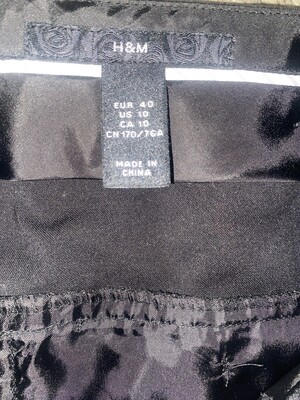 H&M
EUR 40
US 10
CA 10
CN 170/76A
MADE IN
CHINA